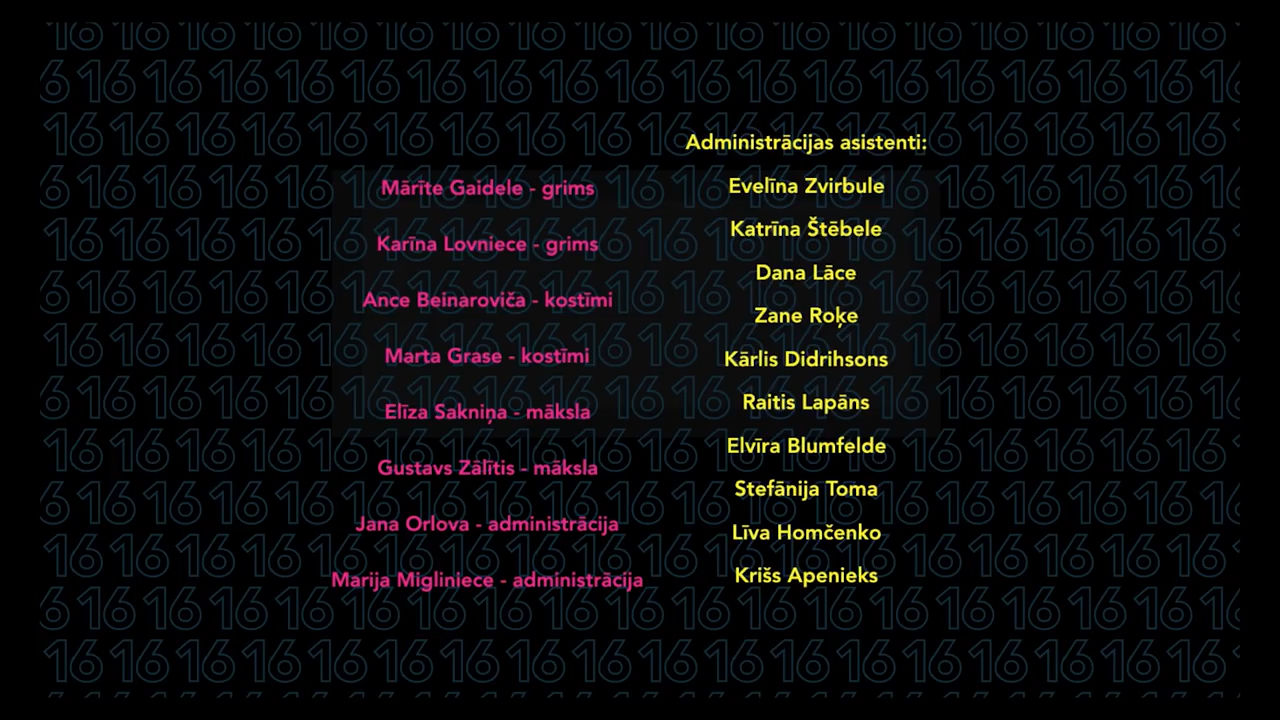 Mārīte Gaidele - grims
Karīna Lovniece - grims
Ance Beinaroviča - kostīmi
Marta Grase - kostīmi
Elīza Sakniņa - māksla
Gustavs Zālītis - māksla
Jana Orlova - administrācija
Marija Migliniece - administrācija
Administrācijas asistenti:
Evelīna Zvirbule
Katrīna Štēbele
Dana Lāce
Zane Roķe
Kārlis Didrihsons
Raitis Lapāns
Elvīra Blumfelde
Stefānija Toma
Līva Homčenko
Krišs Apenieks